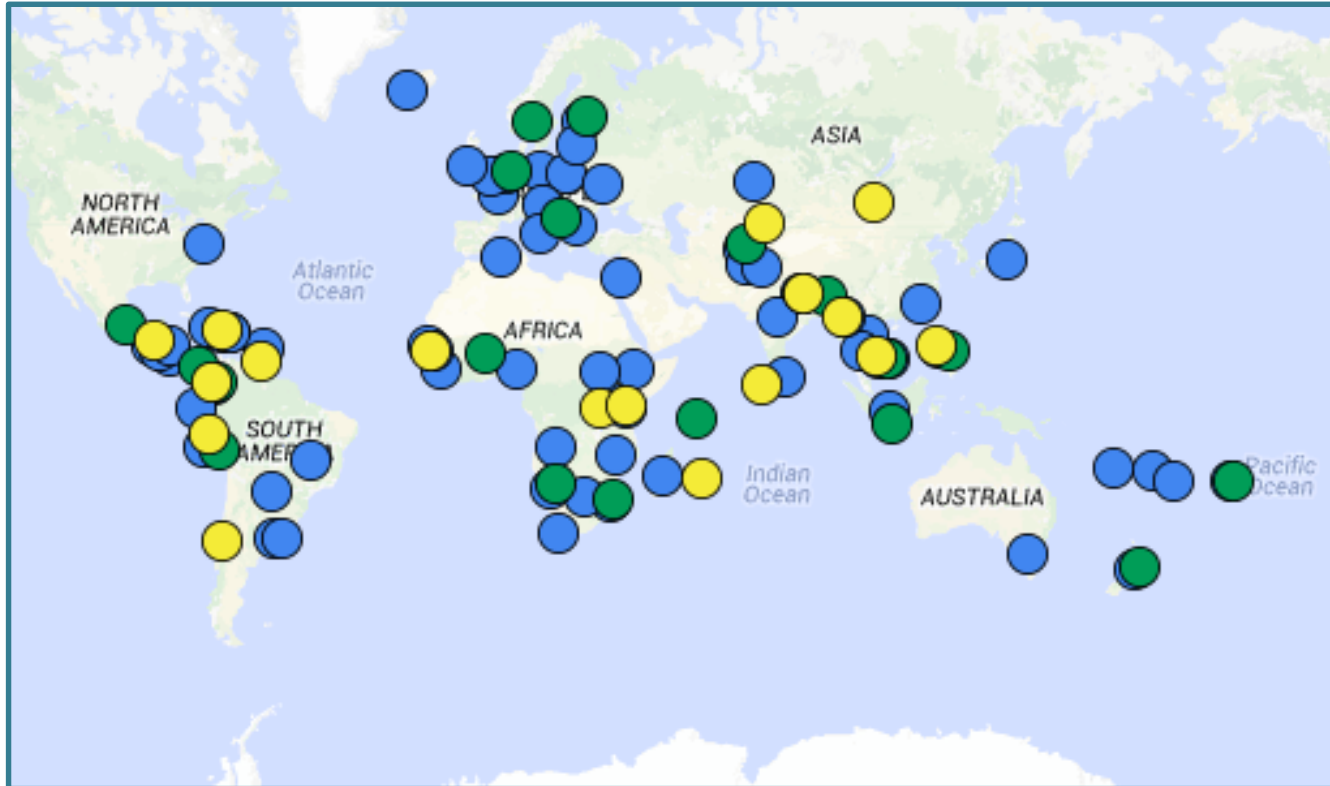 ASIA
NORTH
AMERICA
Atlantic
Ocean
AFRICA
SOUTH
AMERICA
Indian
Ocean
Pacific
Ocean
AUSTRALIA